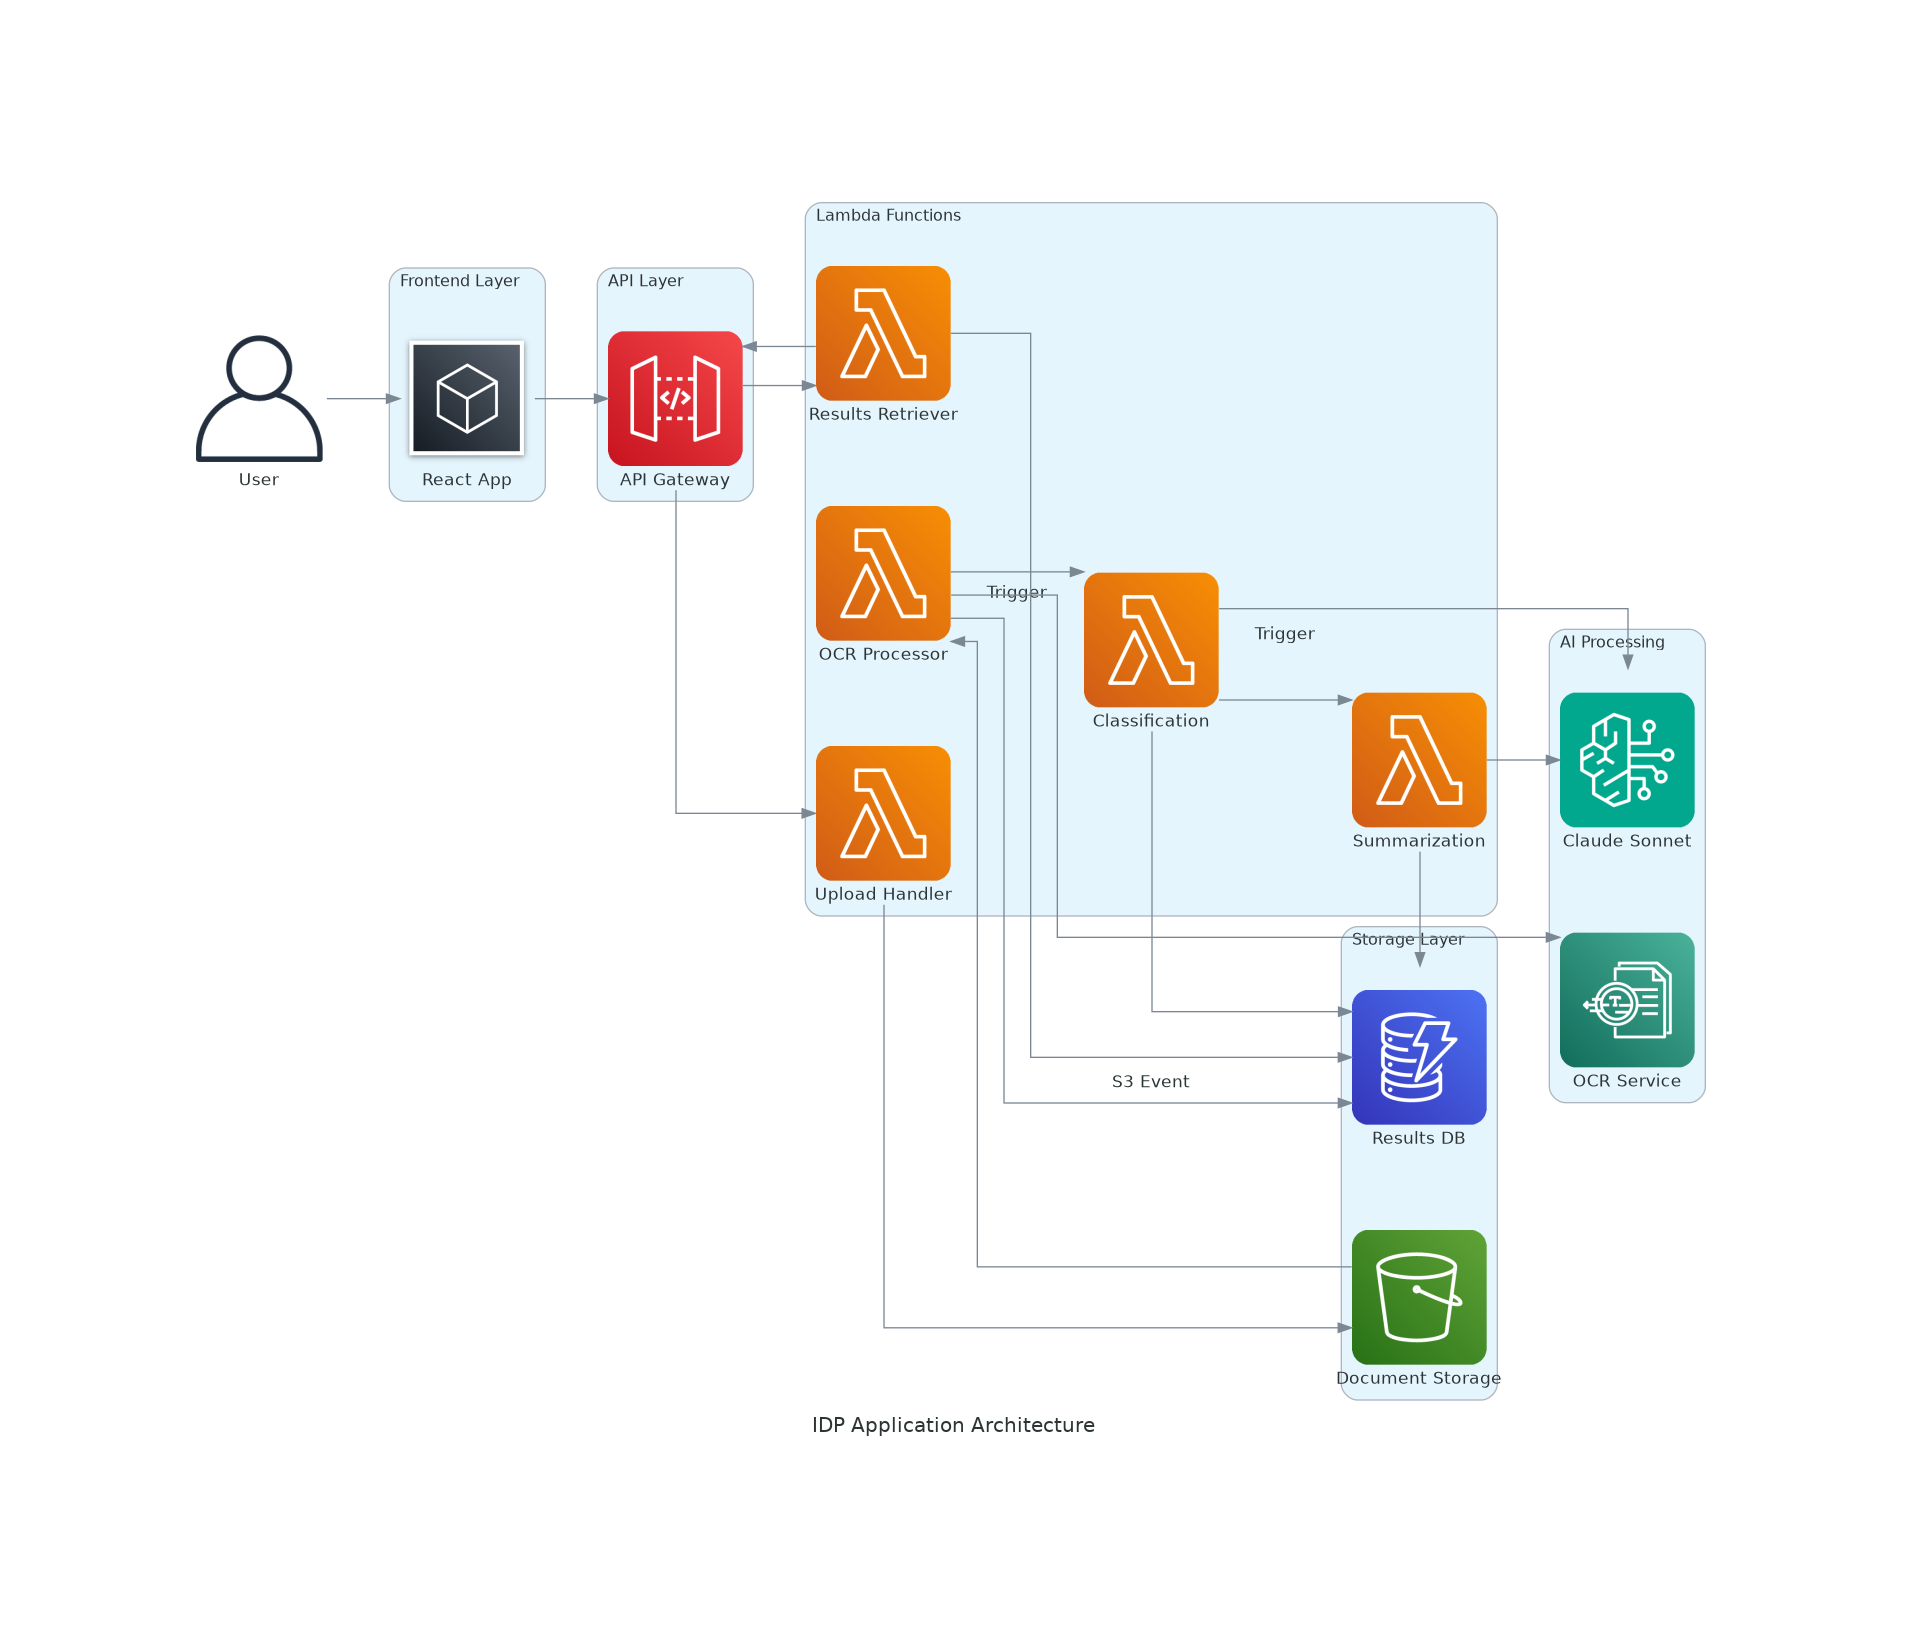 Lambda Functions
Frontend Layer
API Layer
Results Retriever
User
React App
API Gateway
Trigger
OCR Processor
Trigger
AI Processing
Classification
Summarization
Claude Sonnet
Upload Handler
Storage Layer
S3 Event
OCR Service
Results DB
Document Storage
IDP Application Architecture